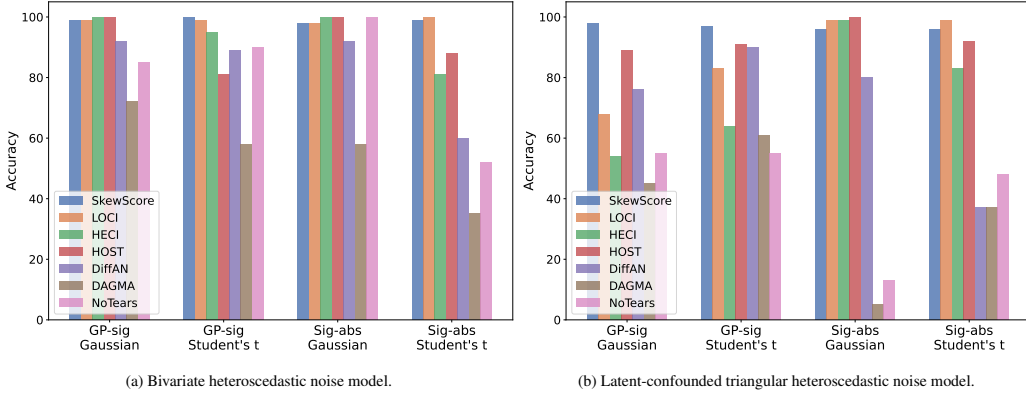 100
80
60
40
20
0
Accuracy
SkewScore
LOCI
HECI
HOST
DiffAN
DAGMA
NoTears
GP-sig
Gaussian
GP-sig
Student's t
Sig-abs
Gaussian
Sig-abs
Student's t
(a) Bivariate heteroscedastic noise model.
100
80
60
40
20
0
Accuracy
SkewScore
LOCI
HECI
HOST
DiffAN
DAGMA
NoTears
GP-sig
Gaussian
GP-sig
Student's t
Sig-abs
Gaussian
Sig-abs
Student's t
(b) Latent-confounded triangular heteroscedastic noise model.